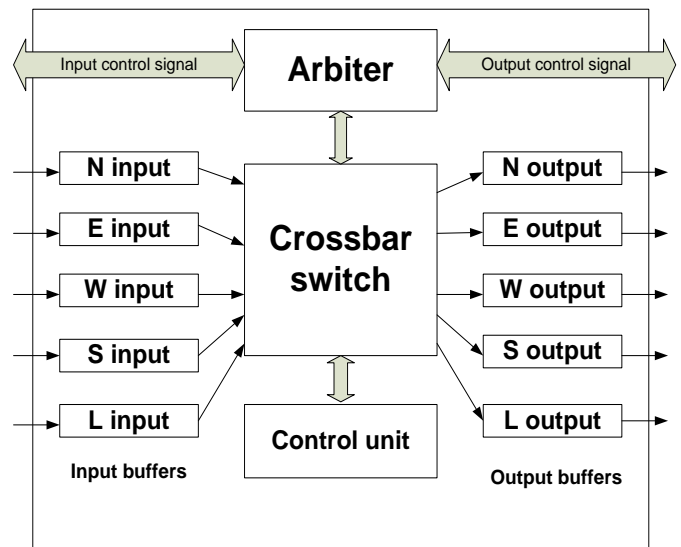 Input control signal
Arbiter
Output control signal
N input
N output
E input
E output
Crossbar
switch
W input
W output
S input
S output
L input
L output
Control unit
Input buffers
Output buffers